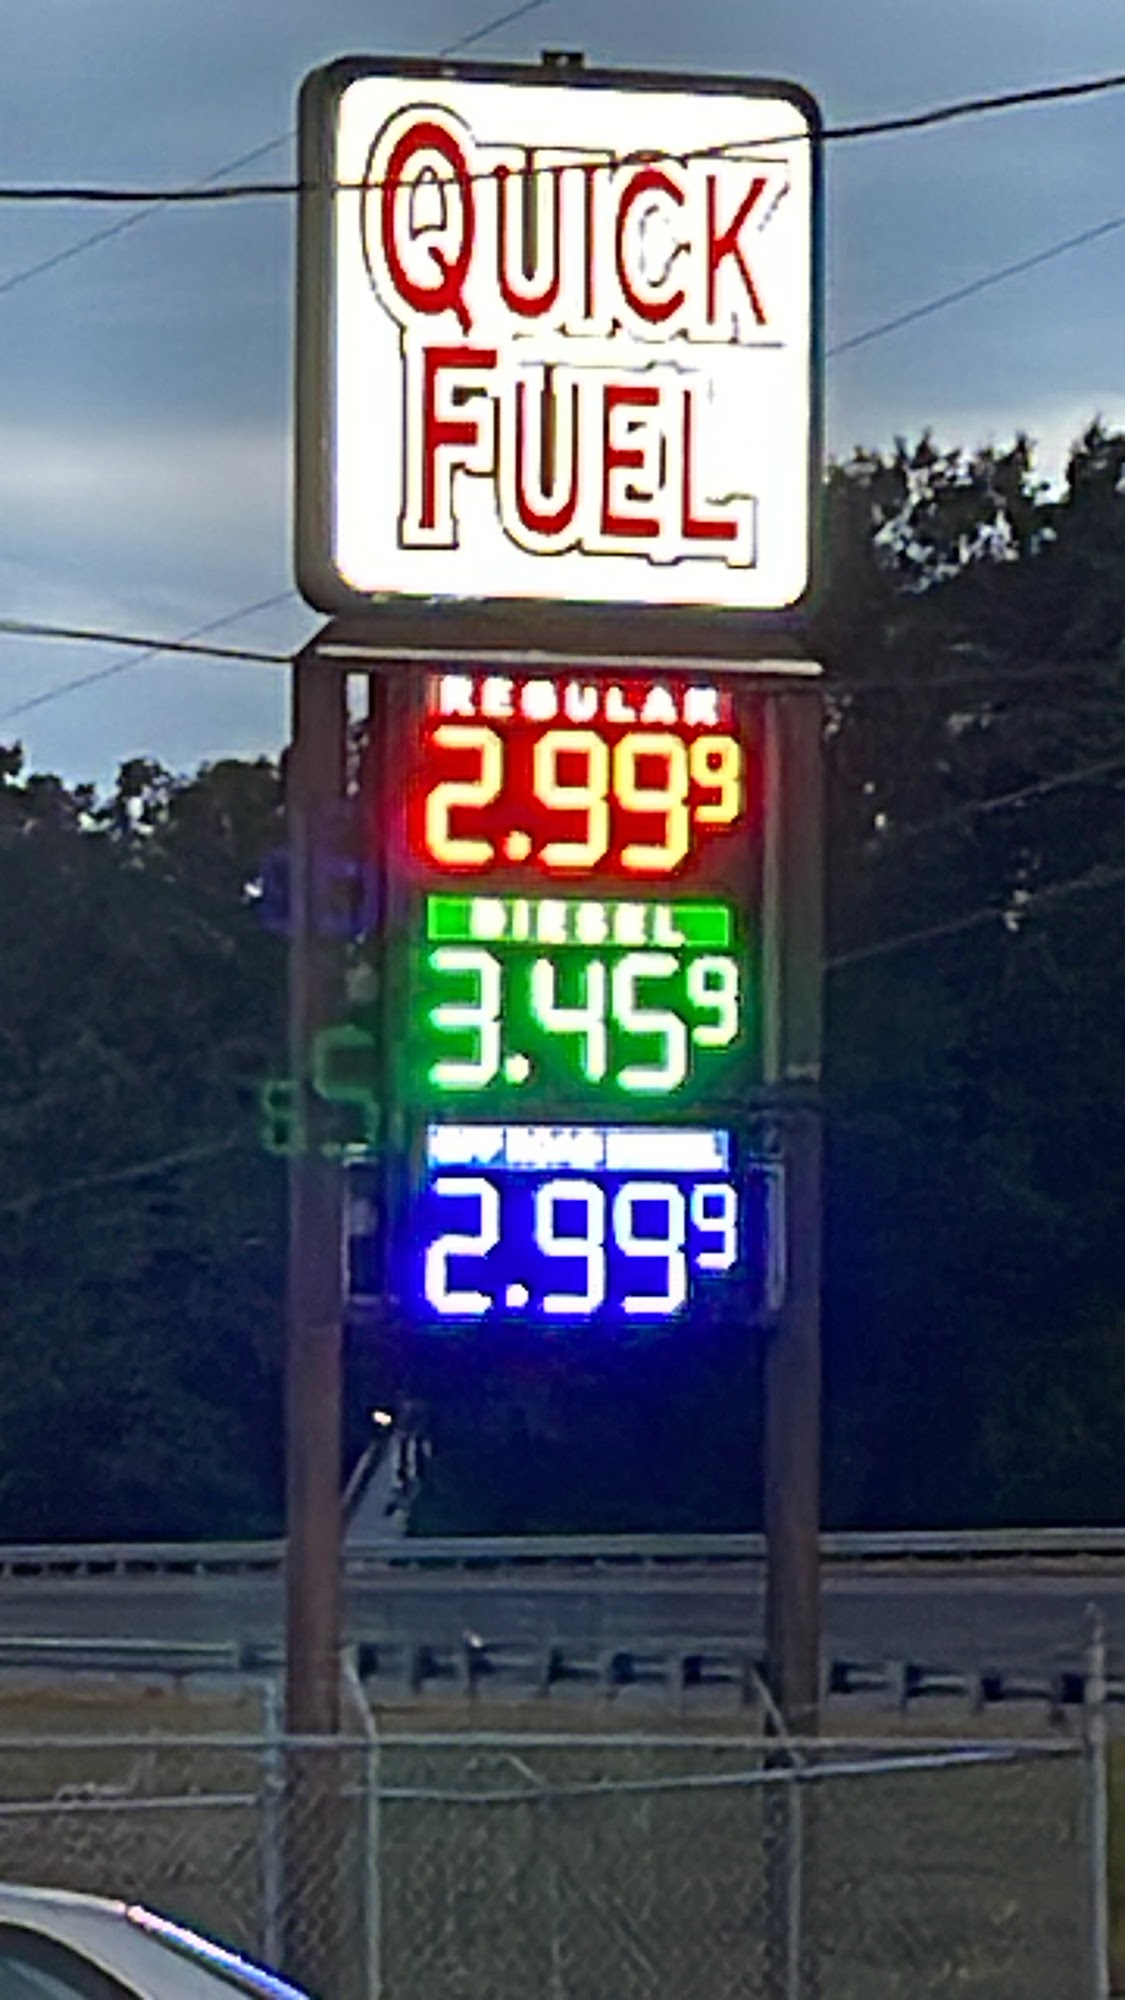 QUICK
FUEL
REGULAR
2.999
DIESEL
3.459
2.999